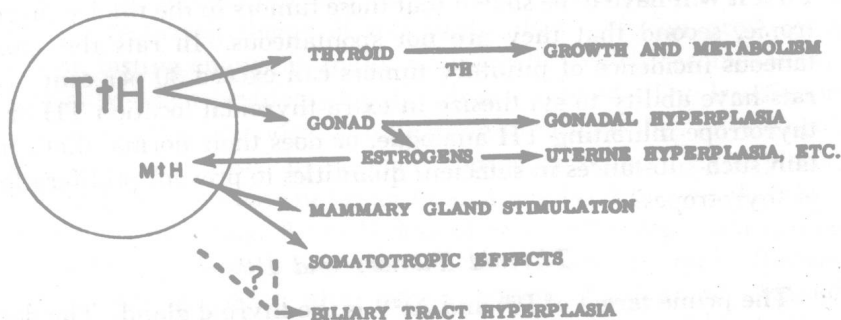 THYROID GROWTH AND METABOLISM
TtH TH
GONAD GONADAL HYPERPLASIA
ESTROGENS UTERINE HYPERPLASIA, ETC.
MtH
MAMMARY GLAND STIMULATION
SOMATOTROPIC EFFECTS
?
BILIARY TRACT HYPERPLASIA